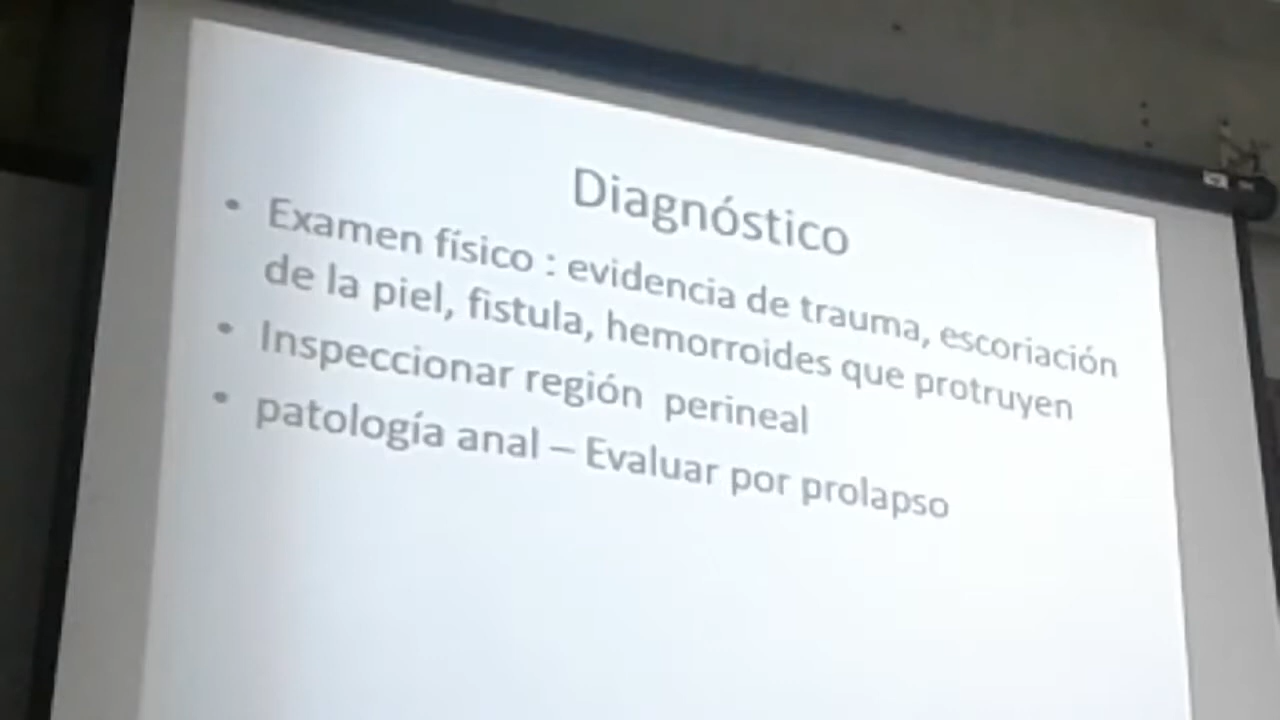 Diagnóstico
• Examen físico : evidencia de trauma, escoriación
de la piel, fistula, hemorroides que protruyen
• Inspeccionar región perineal
• patología anal – Evaluar por prolapso